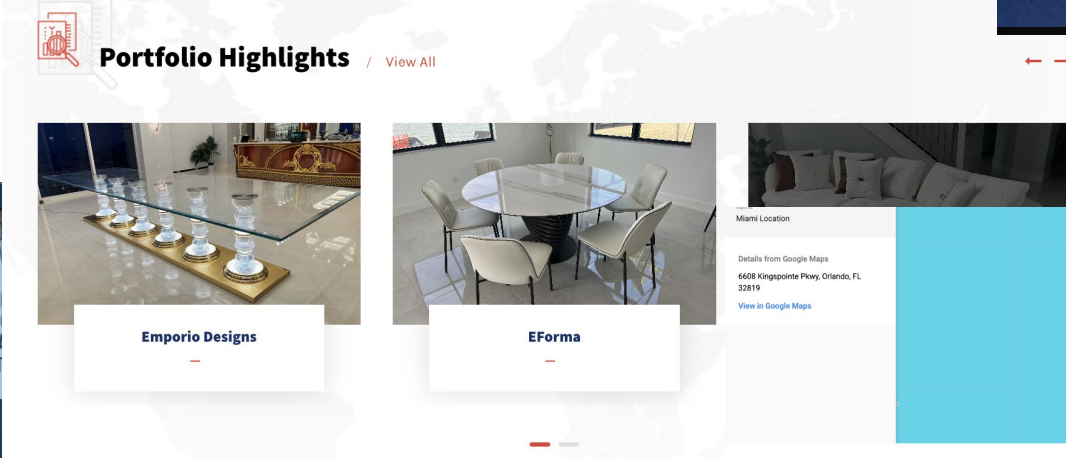 Portfolio Highlights / View All
Emporio Designs
EForma
Miami Location
Details from Google Maps
6608 Kingspointe Pkwy, Orlando, FL
32819
View in Google Maps